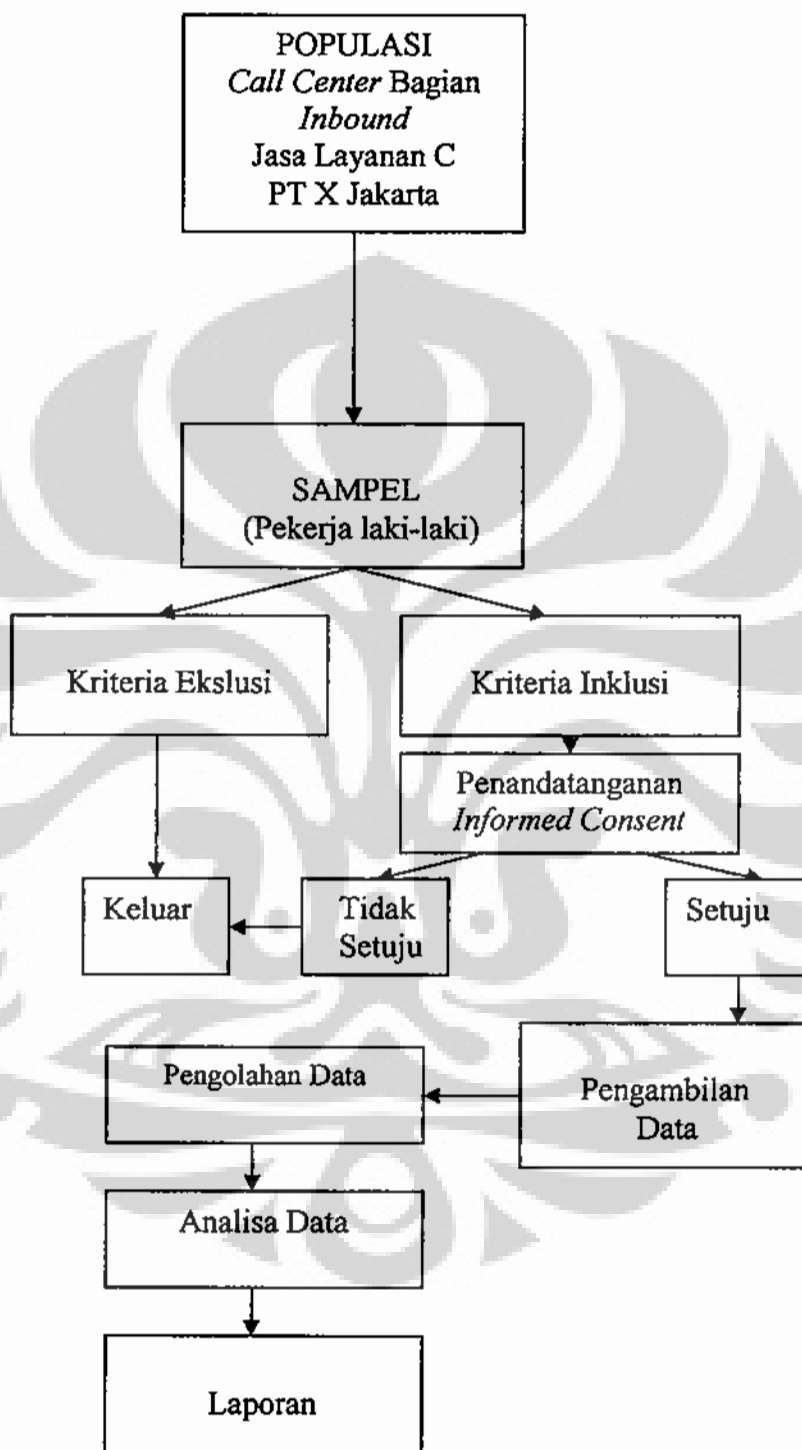 POPULASI
Call Center Bagian
Inbound
Jasa Layanan C
PT X Jakarta
SAMPEL
(Pekerja laki-laki)
Kriteria Ekslusi
Kriteria Inklusi
Penandatanganan
Informed Consent
Keluar
Tidak
Setuju
Setuju
Pengolahan Data
Pengambilan
Data
Analisa Data
Laporan